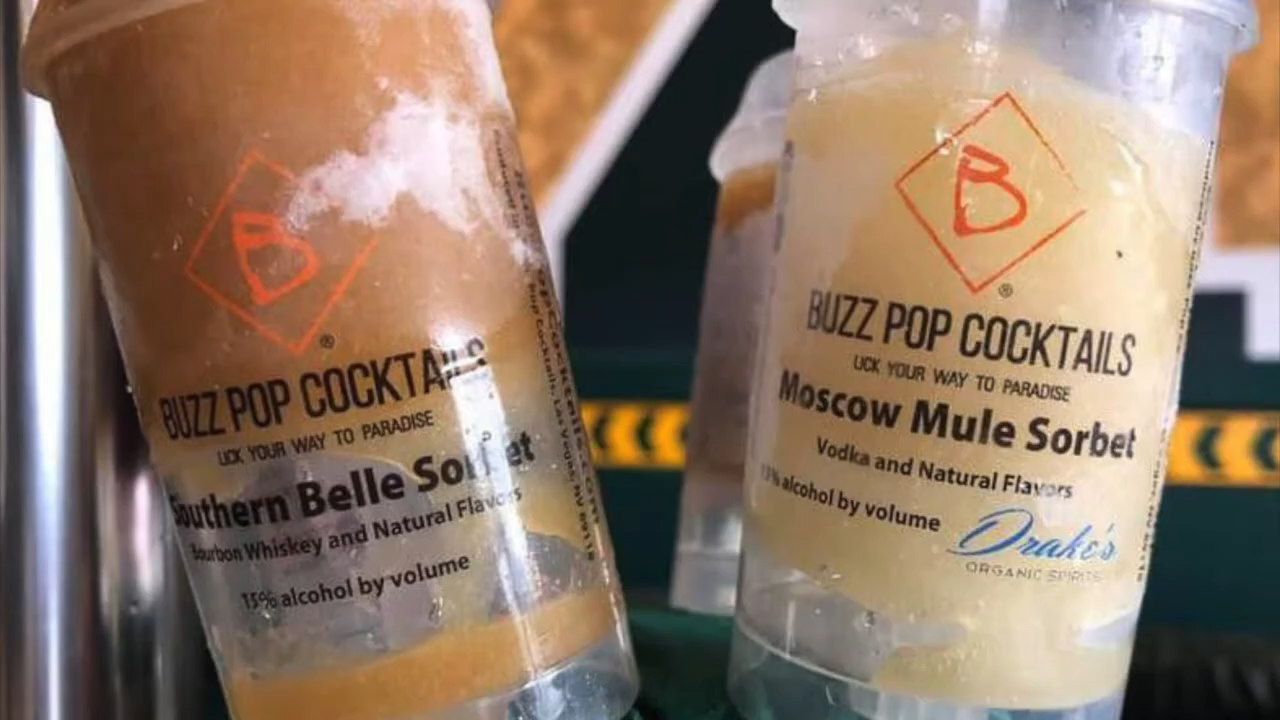 B
®
BUZZ POP COCKTAILS
LICK YOUR WAY TO PARADISE
Southern Belle Sorbet
Bourbon Whiskey and Natural Flavors
15% alcohol by volume
B
®
BUZZ POP COCKTAILS
LICK YOUR WAY TO PARADISE
Moscow Mule Sorbet
Vodka and Natural Flavors
15% alcohol by volume
Drake's
ORGANIC SPIRITS